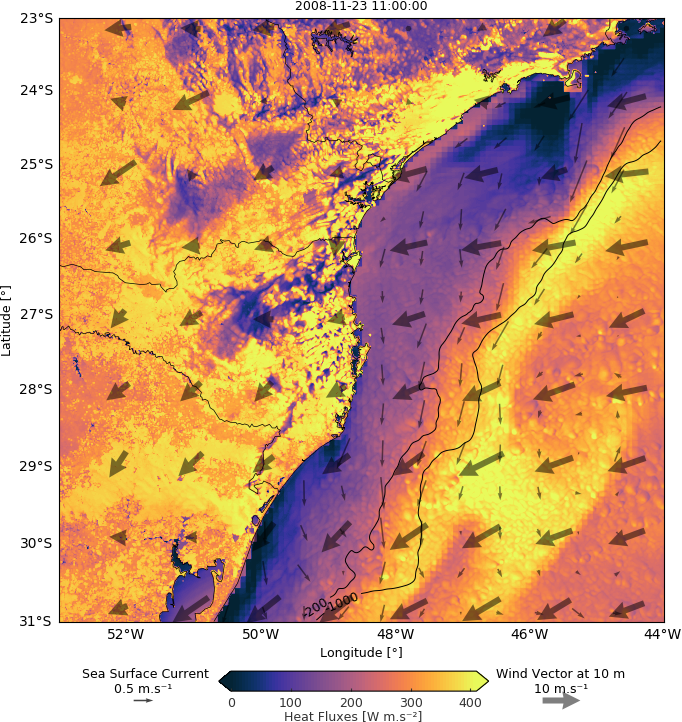 2008-11-23 11:00:00
23°S
24°S
25°S
26°S
27°S
28°S
29°S
30°S
31°S
Latitude [°]
-200
-1000
52°W
50°W
48°W
46°W
44°W
Longitude [°]
Sea Surface Current
0.5 m.s⁻¹
Wind Vector at 10 m
10 m.s⁻¹
0
100
200
300
400
Heat Fluxes [W m.s⁻²]